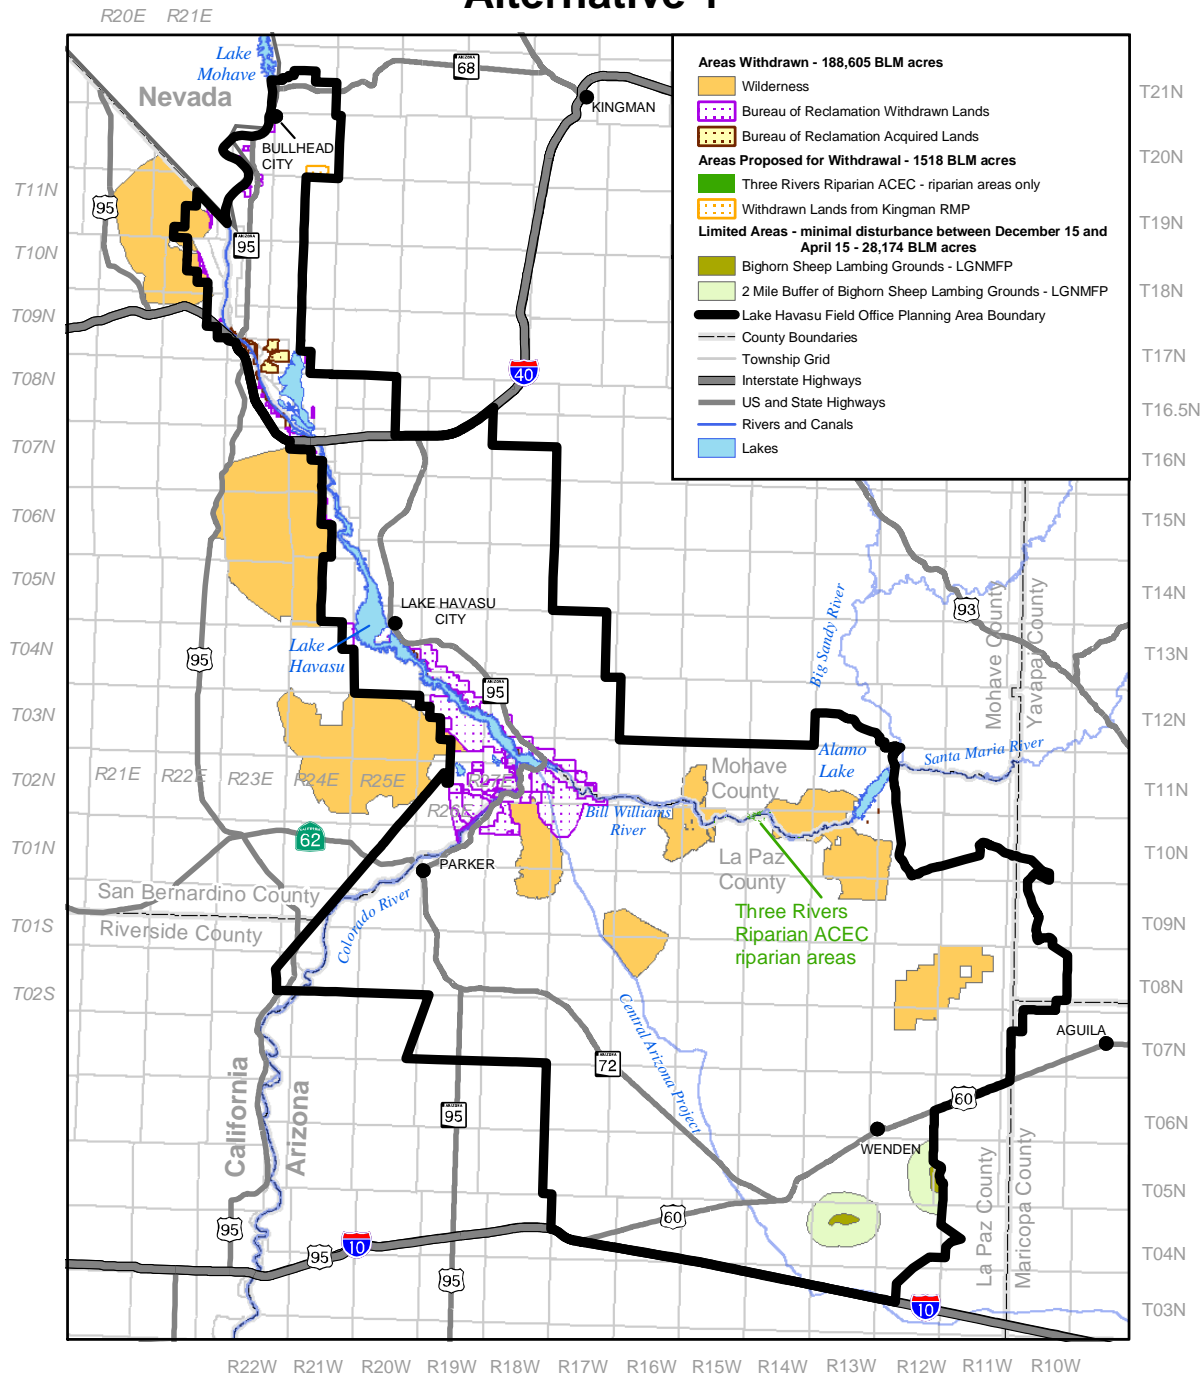 Alternative 1
R20E R21E
Areas Withdrawn - 188,605 BLM acres
Wilderness
Bureau of Reclamation Withdrawn Lands
Bureau of Reclamation Acquired Lands
Areas Proposed for Withdrawal - 1518 BLM acres
Three Rivers Riparian ACEC - riparian areas only
Withdrawn Lands from Kingman RMP
Limited Areas - minimal disturbance between December 15 and
April 15 - 28,174 BLM acres
Bighorn Sheep Lambing Grounds - LGNMFP
2 Mile Buffer of Bighorn Sheep Lambing Grounds - LGNMFP
Lake Havasu Field Office Planning Area Boundary
County Boundaries
Township Grid
Interstate Highways
US and State Highways
Rivers and Canals
Lakes
Lake
Mohave
Nevada
ARIZONA
68
KINGMAN
BULLHEAD
CITY
95
ARIZONA
95
40
LAKE HAVASU
CITY
Lake
Havasu
95
ARIZONA
95
93
Big Sandy River
Mohave County
Yavapai County
Santa Maria River
Alamo
Lake
Mohave
County
Bill Williams
River
La Paz
County
R21E R22E R23E R24E R25E R27E
R26E
62
PARKER
San Bernardino County
Riverside County
Colorado River
Three Rivers
Riparian ACEC
riparian areas
Central Arizona Project
ARIZONA
72
AGUILA
60
WENDEN
California
Arizona
ARIZONA
95
La Paz County
Maricopa County
95
10
95
60
95
10
T11N
T10N
T09N
T08N
T07N
T06N
T05N
T04N
T03N
T02N
T01N
T01S
T02S
T21N
T20N
T19N
T18N
T17N
T16.5N
T16N
T15N
T14N
T13N
T12N
T11N
T10N
T09N
T08N
T07N
T06N
T05N
T04N
T03N
R22W R21W R20W R19W R18W R17W R16W R15W R14W R13W R12W R11W R10W